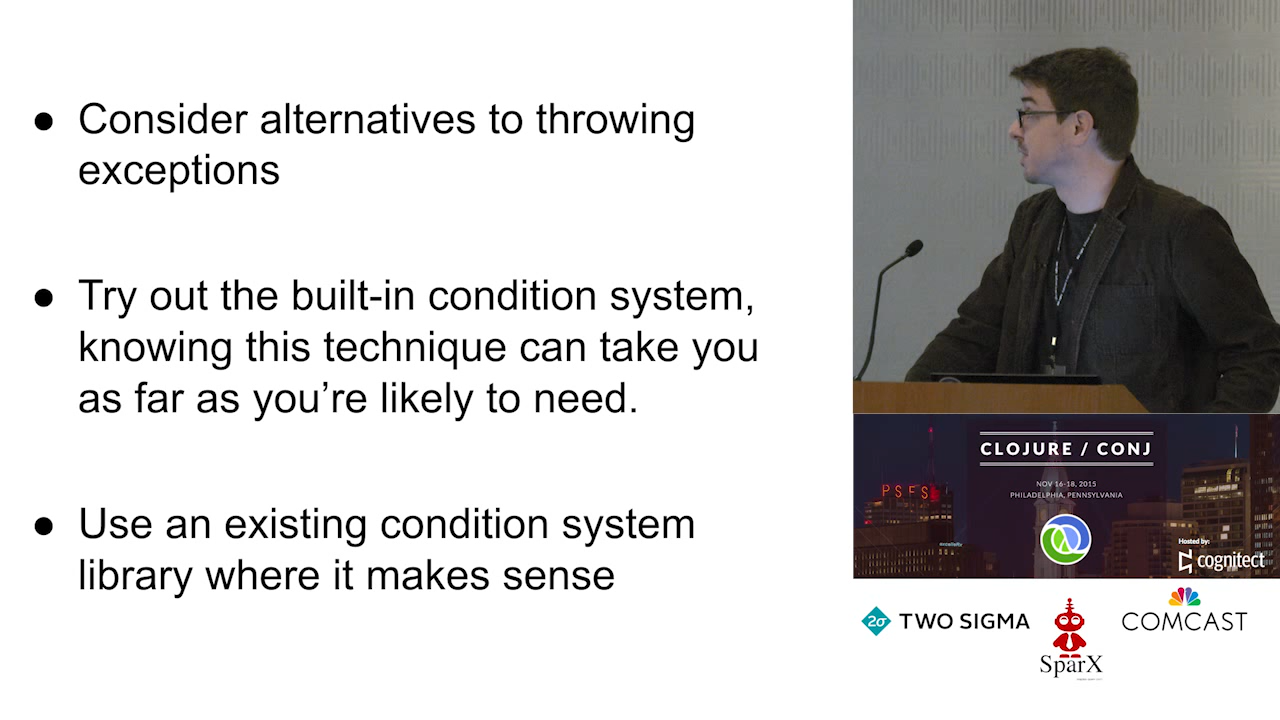 ● Consider alternatives to throwing
exceptions
● Try out the built-in condition system,
knowing this technique can take you
as far as you’re likely to need.
● Use an existing condition system
library where it makes sense
CLOJURE / CONJ
NOV 16-18, 2015
PHILADELPHIA, PENNSYLVANIA
PSFS
Hosted by:
cognitect
2σ TWO SIGMA
SparX
COMCAST